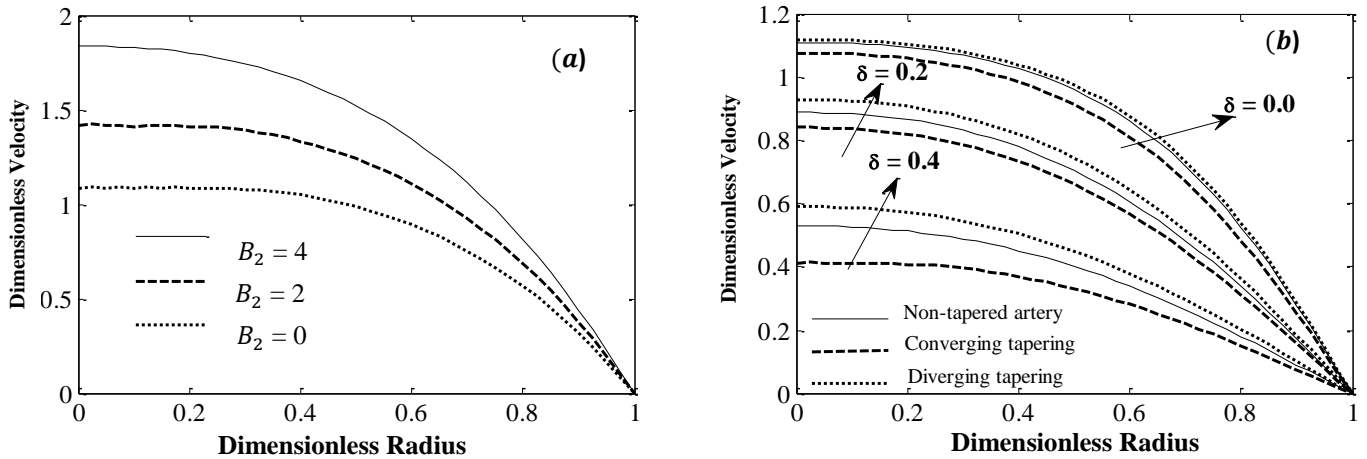 2
1.5
1
0.5
0
0 0.2 0.4 0.6 0.8 1
Dimensionless Velocity
Dimensionless Radius
(a)
B₂ = 4
B₂ = 2
B₂ = 0
1.2
1
0.8
0.6
0.4
0.2
0
0 0.2 0.4 0.6 0.8 1
Dimensionless Velocity
Dimensionless Radius
(b)
δ = 0.2
δ = 0.0
δ = 0.4
Non-tapered artery
Converging tapering
Diverging tapering